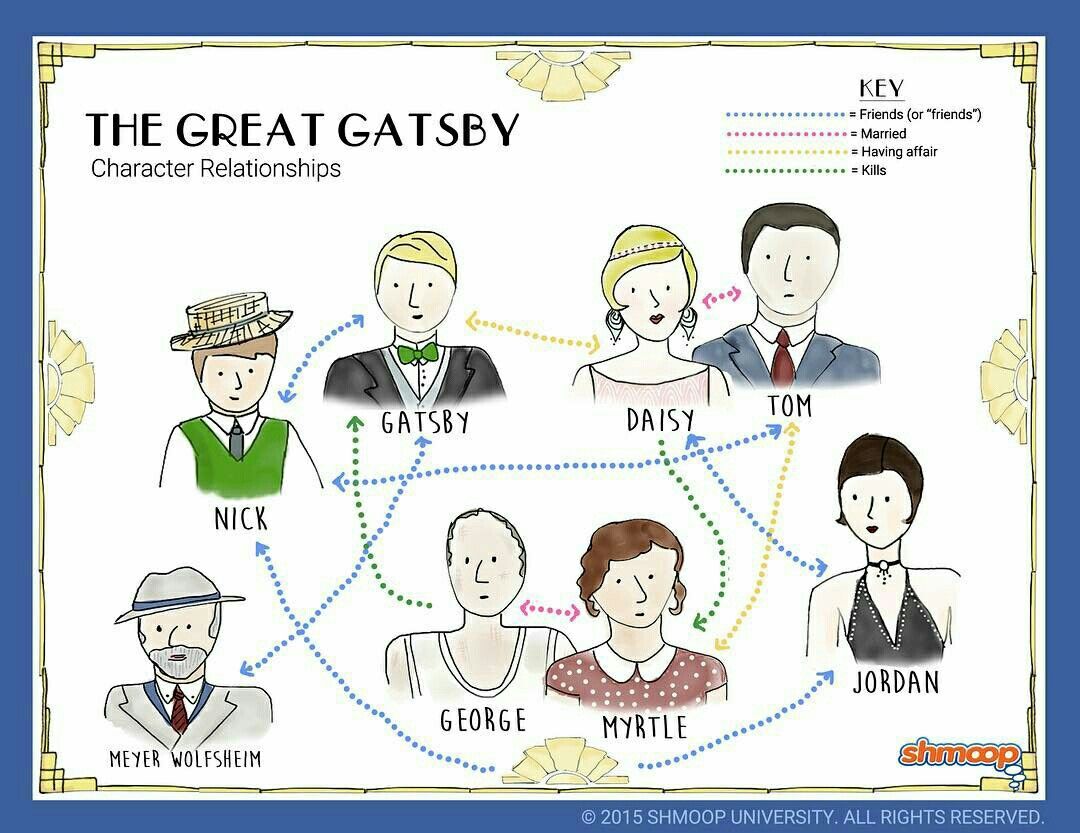 THE GREAT GATSBY
Character Relationships
KEY
= Friends (or “friends”)
= Married
= Having affair
= Kills
GATSBY
DAISY
TOM
NICK
JORDAN
GEORGE
MYRTLE
MEYER WOLFSHEIM
shmoop
© 2015 SHMOOP UNIVERSITY. ALL RIGHTS RESERVED.